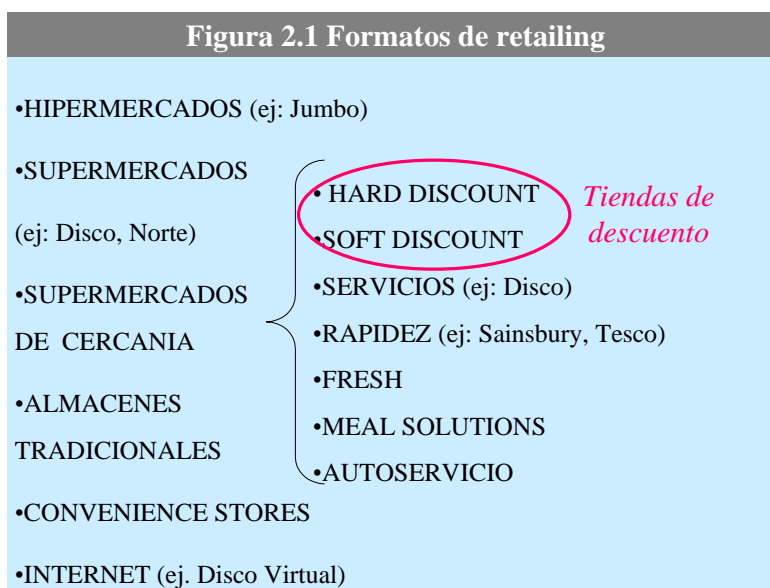 Figura 2.1 Formatos de retailing
•HIPERMERCADOS (ej: Jumbo)
•SUPERMERCADOS
(ej: Disco, Norte)
•SUPERMERCADOS
DE CERCANIA
•ALMACENES
TRADICIONALES
•CONVENIENCE STORES
•INTERNET (ej. Disco Virtual)
• HARD DISCOUNT
•SOFT DISCOUNT
•SERVICIOS (ej: Disco)
•RAPIDEZ (ej: Sainsbury, Tesco)
•FRESH
•MEAL SOLUTIONS
•AUTOSERVICIO
Tiendas de
descuento